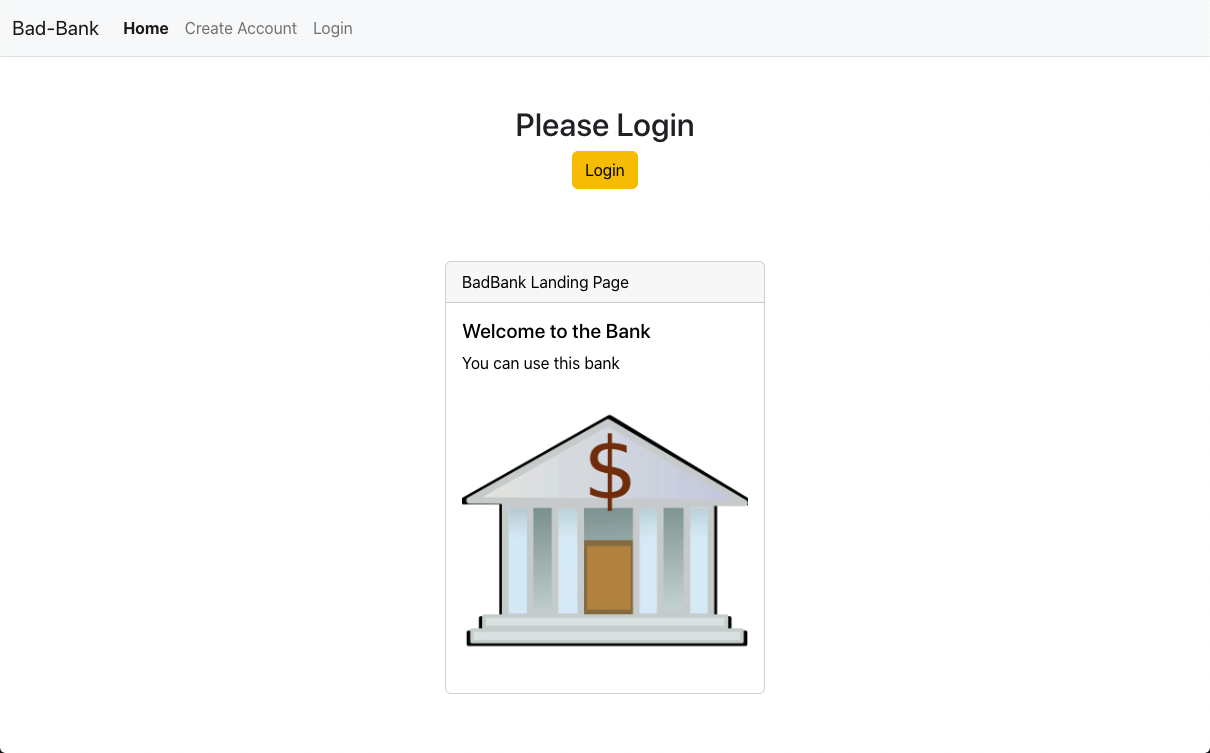 Bad-Bank Home Create Account Login
Please Login
Login
BadBank Landing Page
Welcome to the Bank
You can use this bank
$